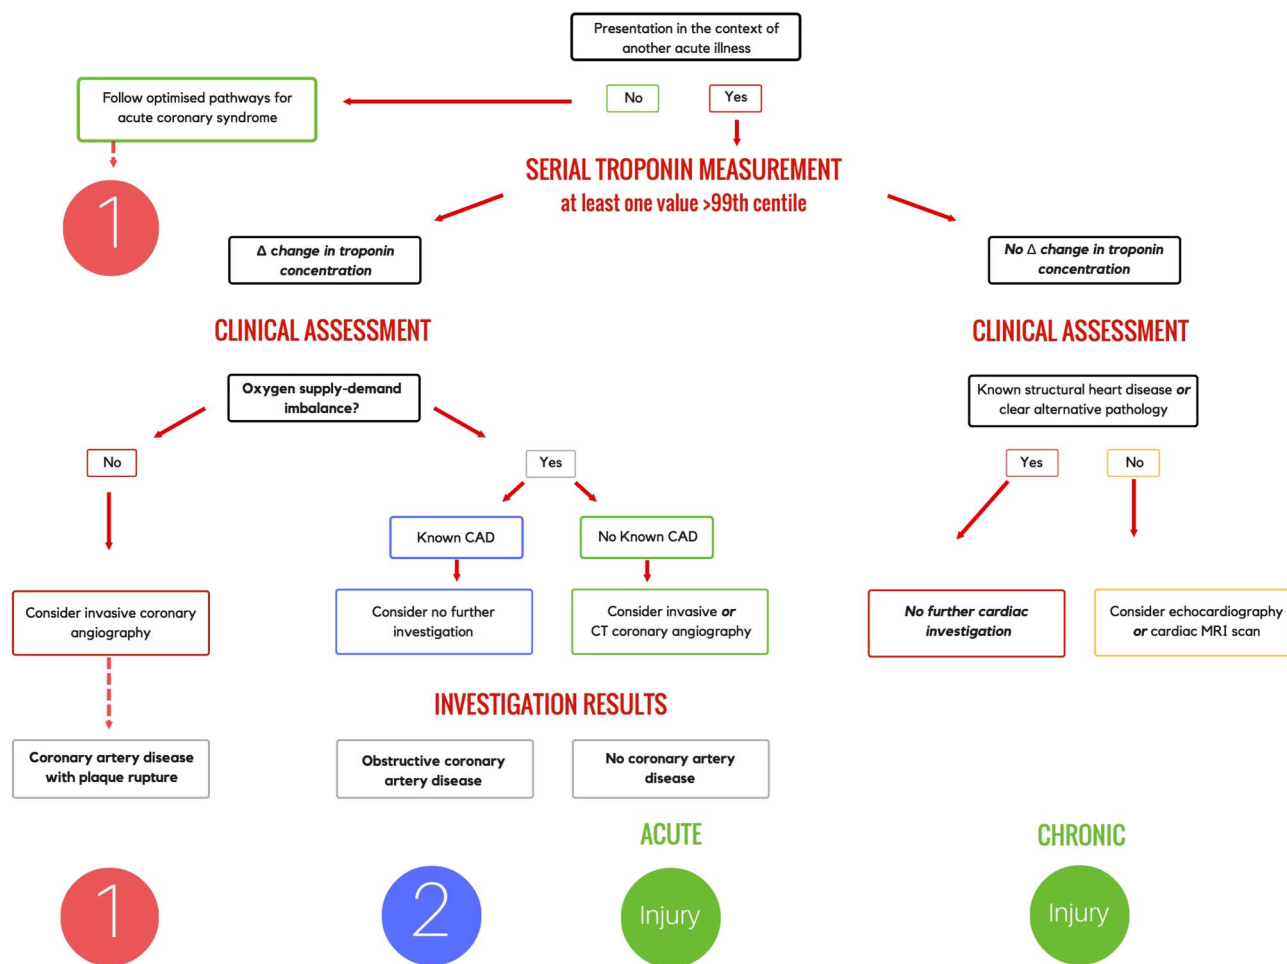 Presentation in the context of
another acute illness
Follow optimised pathways for
acute coronary syndrome
No
Yes
1
SERIAL TROPONIN MEASUREMENT
at least one value >99th centile
Δ change in troponin
concentration
No Δ change in troponin
concentration
CLINICAL ASSESSMENT
CLINICAL ASSESSMENT
Oxygen supply-demand
imbalance?
Known structural heart disease or
clear alternative pathology
No
Yes
Yes
No
Known CAD
No Known CAD
Consider invasive coronary
angiography
Consider no further
investigation
Consider invasive or
CT coronary angiography
No further cardiac
investigation
Consider echocardiography
or cardiac MRI scan
INVESTIGATION RESULTS
Coronary artery disease
with plaque rupture
Obstructive coronary
artery disease
No coronary artery
disease
ACUTE
CHRONIC
1
2
Injury
Injury